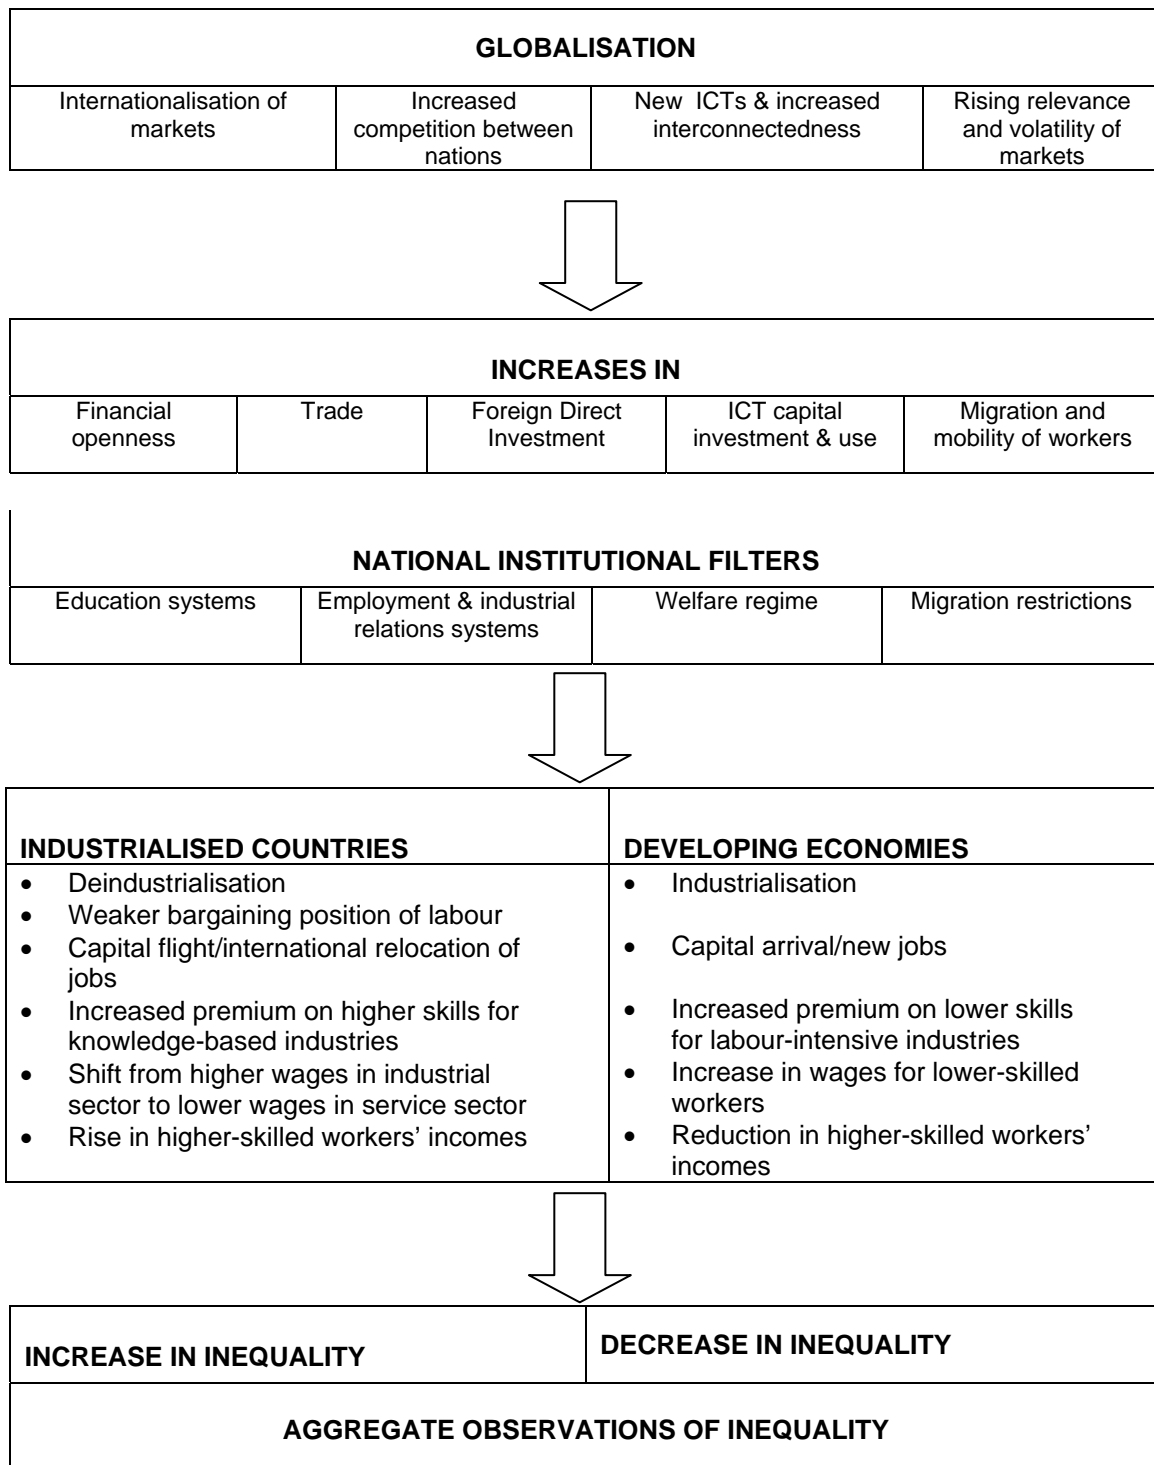 GLOBALISATION
Internationalisation of
markets
Increased
competition between
nations
New ICTs & increased
interconnectedness
Rising relevance
and volatility of
markets
INCREASES IN
Financial
openness
Trade
Foreign Direct
Investment
ICT capital
investment & use
Migration and
mobility of workers
NATIONAL INSTITUTIONAL FILTERS
Education systems
Employment & industrial
relations systems
Welfare regime
Migration restrictions
INDUSTRIALISED COUNTRIES
• Deindustrialisation
• Weaker bargaining position of labour
• Capital flight/international relocation of
jobs
• Increased premium on higher skills for
knowledge-based industries
• Shift from higher wages in industrial
sector to lower wages in service sector
• Rise in higher-skilled workers’ incomes
DEVELOPING ECONOMIES
• Industrialisation
• Capital arrival/new jobs
• Increased premium on lower skills
for labour-intensive industries
• Increase in wages for lower-skilled
workers
• Reduction in higher-skilled workers’
incomes
INCREASE IN INEQUALITY
DECREASE IN INEQUALITY
AGGREGATE OBSERVATIONS OF INEQUALITY